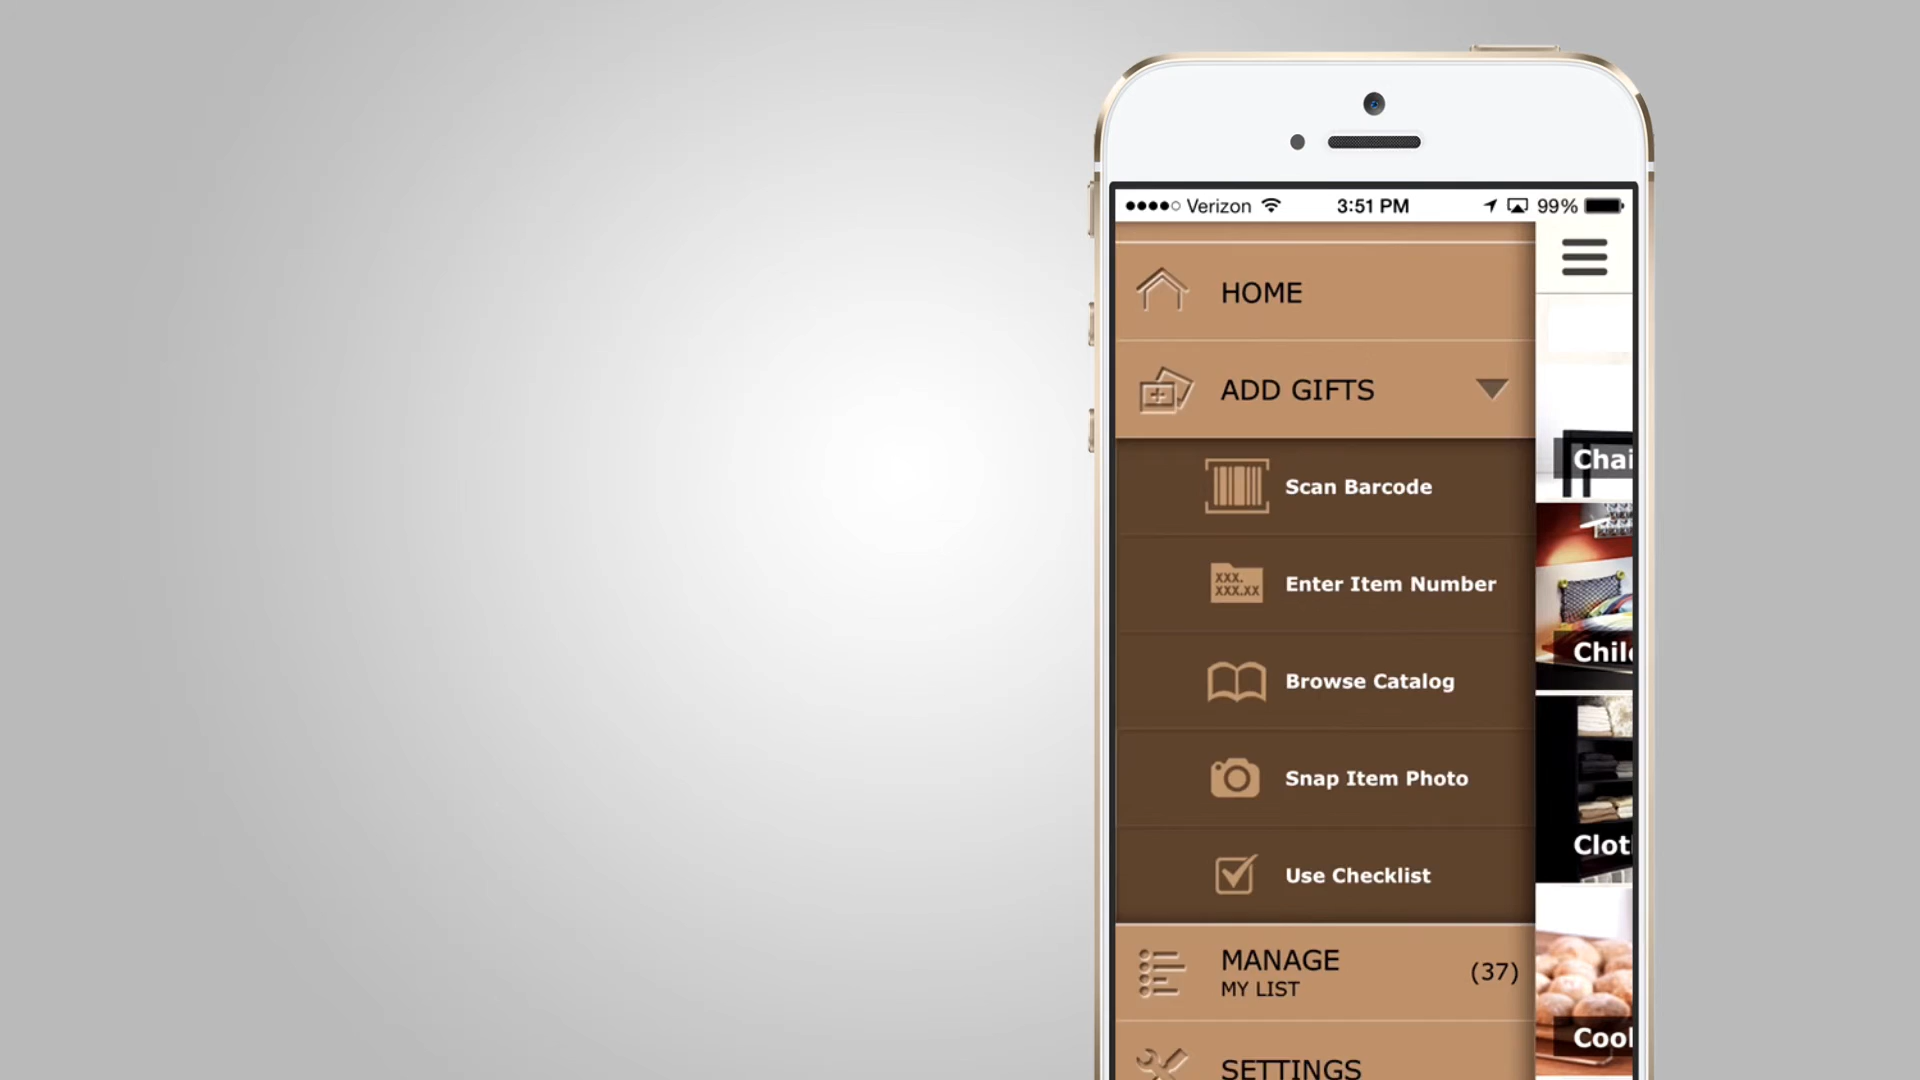 Verizon 3:51 PM 99%
HOME
ADD GIFTS
Scan Barcode
Enter Item Number
XXX.
XXX.XX
Browse Catalog
Snap Item Photo
Use Checklist
MANAGE
MY LIST
(37)
SETTINGS
Chai
Chil
Clot
Cool